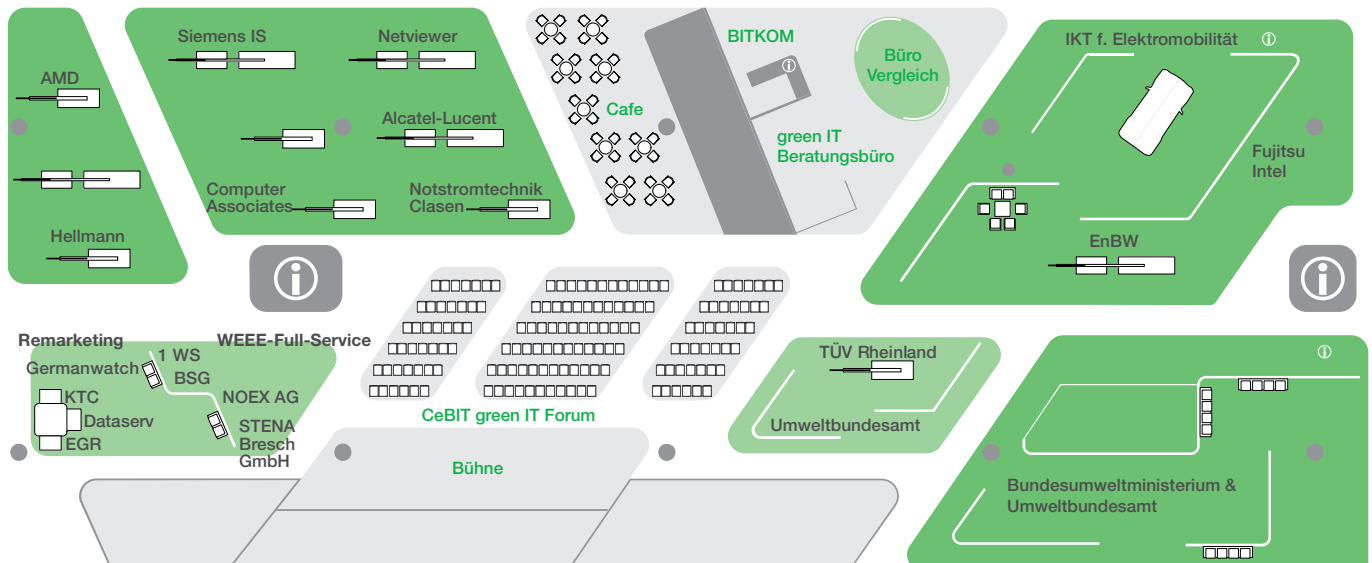 Siemens IS
Netviewer
AMD
Alcatel-Lucent
Computer
Associates
Notstromtechnik
Clasen
Hellmann
BITKOM
Büro
Vergleich
Cafe
green IT
Beratungsbüro
IKT f. Elektromobilität
Fujitsu
Intel
EnBW
Remarketing
WEEE-Full-Service
1 WS
Germanwatch
BSG
KTC
NOEX AG
Dataserv
EGR
STENA
Bresch
GmbH
CeBIT green IT Forum
Bühne
TÜV Rheinland
Umweltbundesamt
Bundesumweltministerium &
Umweltbundesamt